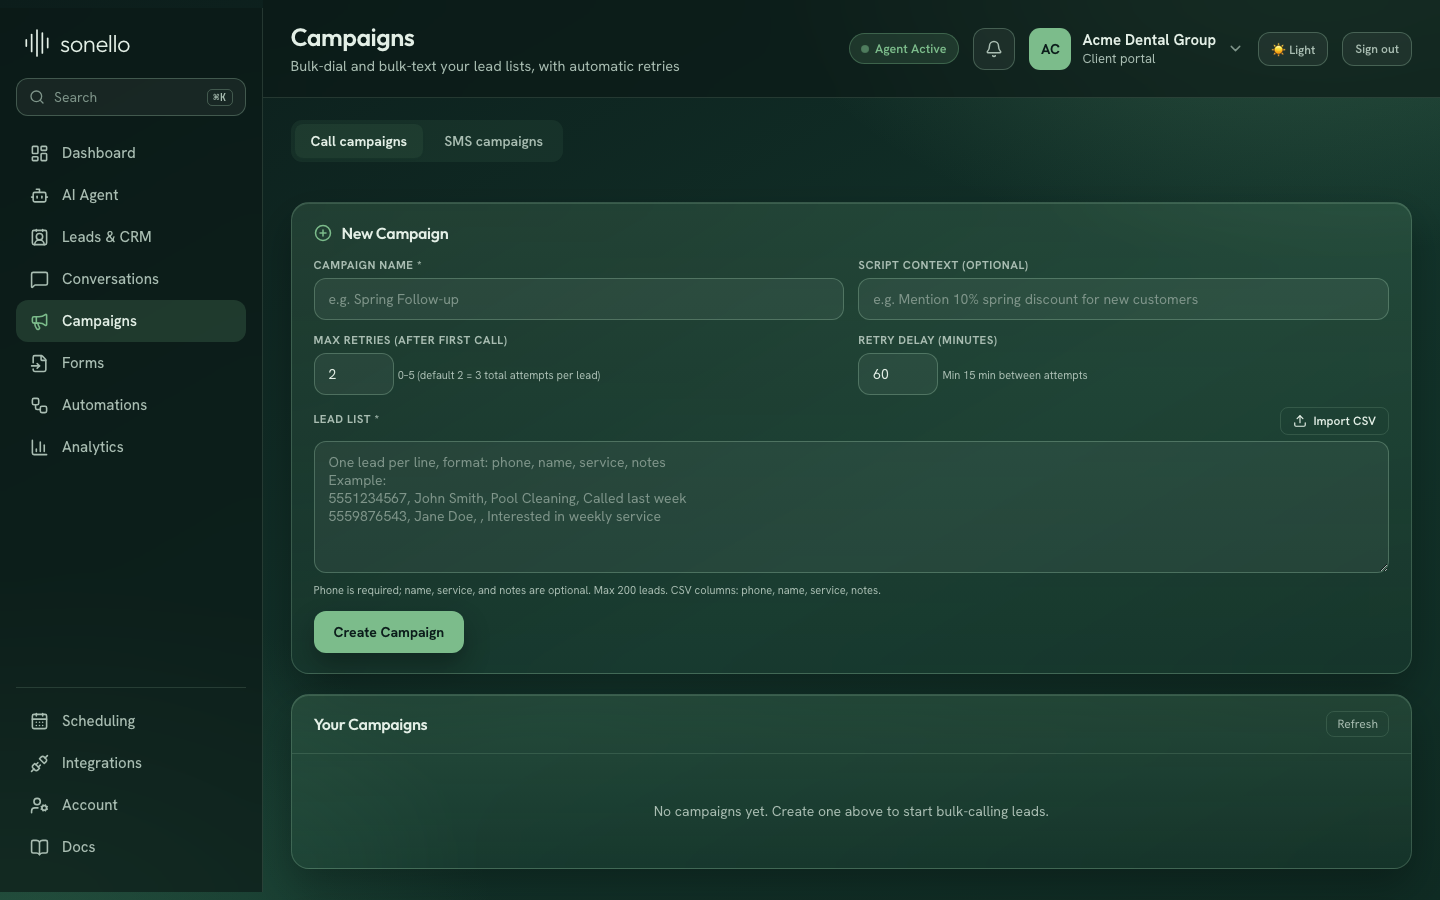 sonello
Search
⌘K
Dashboard
AI Agent
Leads & CRM
Conversations
Campaigns
Forms
Automations
Analytics
Scheduling
Integrations
Account
Docs
Campaigns
Bulk-dial and bulk-text your lead lists, with automatic retries
Agent Active
AC
Acme Dental Group
Client portal
Light
Sign out
Call campaigns
SMS campaigns
New Campaign
CAMPAIGN NAME *
e.g. Spring Follow-up
SCRIPT CONTEXT (OPTIONAL)
e.g. Mention 10% spring discount for new customers
MAX RETRIES (AFTER FIRST CALL)
2
0–5 (default 2 = 3 total attempts per lead)
RETRY DELAY (MINUTES)
60
Min 15 min between attempts
LEAD LIST *
Import CSV
One lead per line, format: phone, name, service, notes
Example:
5551234567, John Smith, Pool Cleaning, Called last week
5559876543, Jane Doe, , Interested in weekly service
Phone is required; name, service, and notes are optional. Max 200 leads. CSV columns: phone, name, service, notes.
Create Campaign
Your Campaigns
Refresh
No campaigns yet. Create one above to start bulk-calling leads.